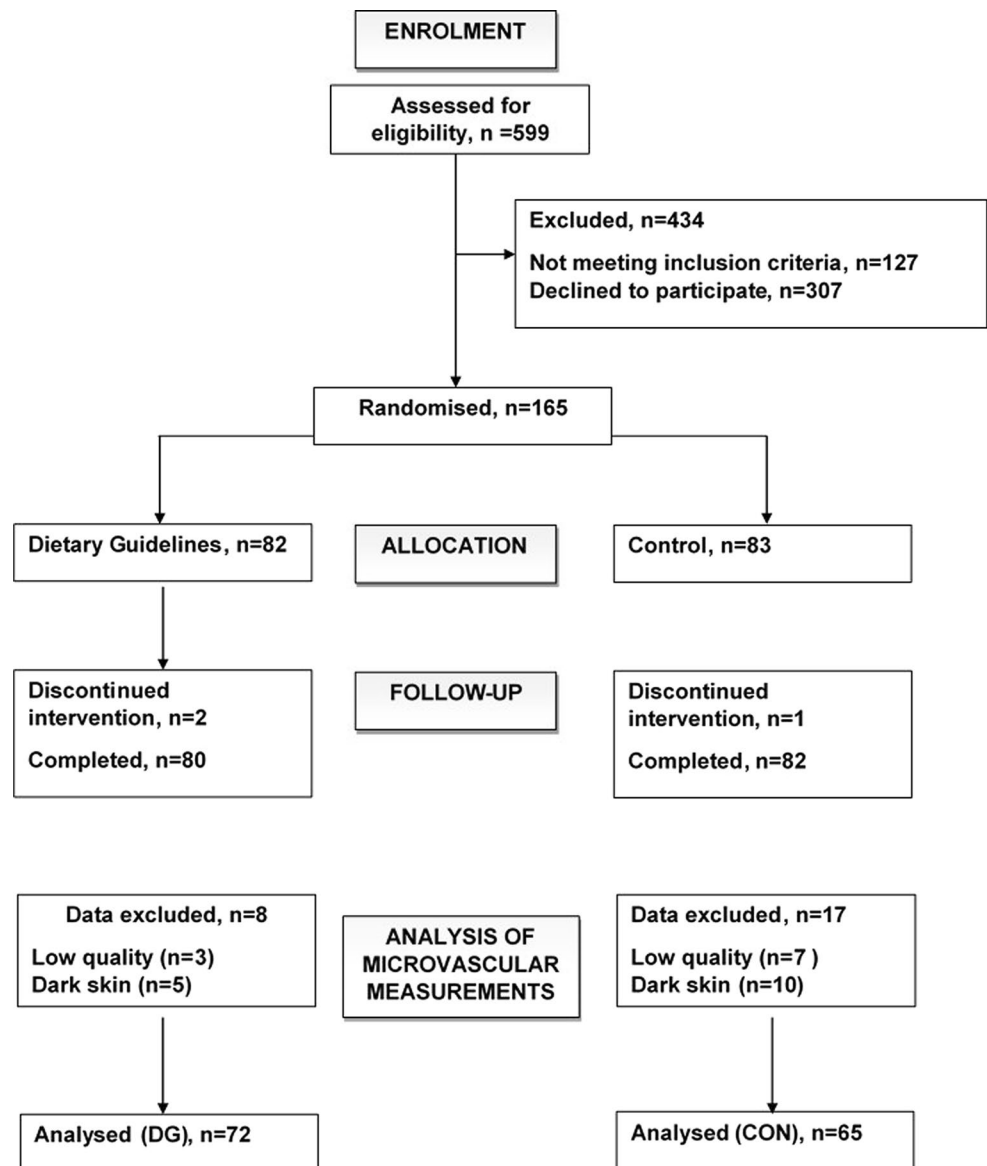 ENROLMENT
Assessed for
eligibility, n =599
Excluded, n=434
Not meeting inclusion criteria, n=127
Declined to participate, n=307
Randomised, n=165
Dietary Guidelines, n=82
ALLOCATION
Control, n=83
Discontinued
intervention, n=2
Completed, n=80
FOLLOW-UP
Discontinued
intervention, n=1
Completed, n=82
Data excluded, n=8
Low quality (n=3)
Dark skin (n=5)
ANALYSIS OF
MICROVASCULAR
MEASUREMENTS
Data excluded, n=17
Low quality (n=7 )
Dark skin (n=10)
Analysed (DG), n=72
Analysed (CON), n=65